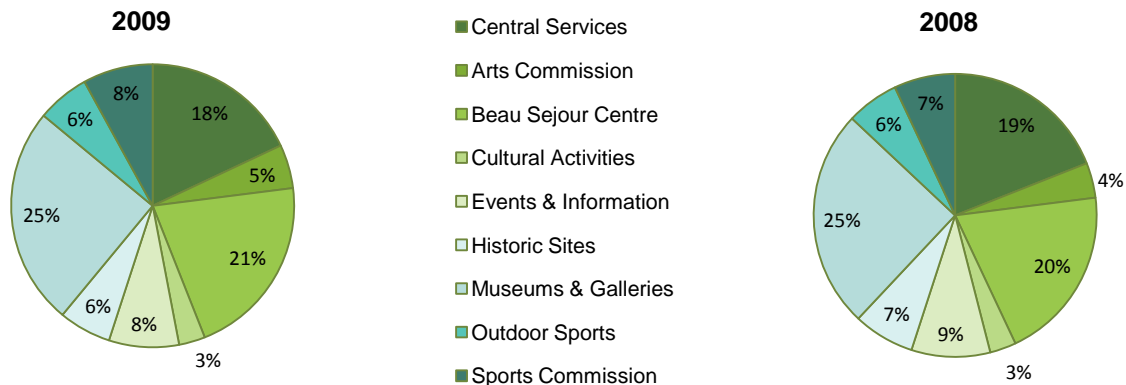 2009
8%
18%
6%
5%
25%
21%
6%
8%
3%
Central Services
Arts Commission
Beau Sejour Centre
Cultural Activities
Events & Information
Historic Sites
Museums & Galleries
Outdoor Sports
Sports Commission
2008
7%
19%
6%
4%
25%
20%
7%
9%
3%